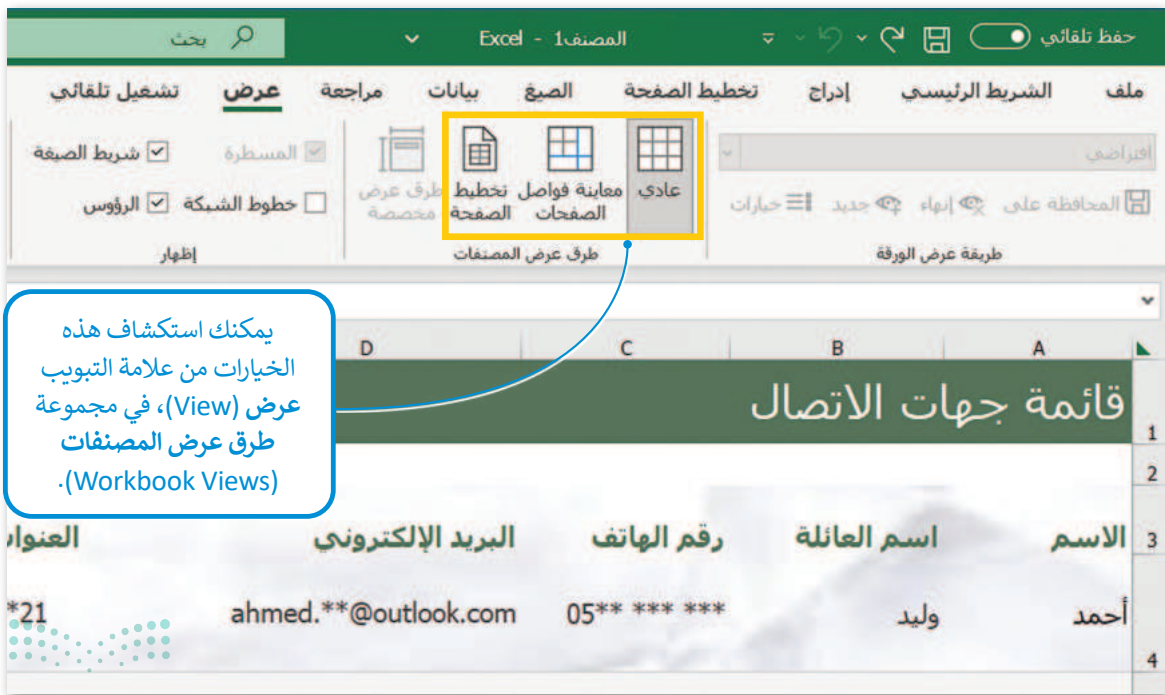 حفظ تلقائي
المصنف1 - Excel
بحث
ملف الشريط الرئيسي إدراج تخطيط الصفحة الصيغ بيانات مراجعة عرض تشغيل تلقائي
افتراضي
المحافظة على إنهاء جديد خيارات
طريقة عرض الورقة
عادي
معاينة فواصل
الصفحات
تخطيط
الصفحة
طرق عرض
مخصصة
طرق عرض المصنفات
المسطرة شريط الصيغة
خطوط الشبكة الرؤوس
إظهار
يمكنك استكشاف هذه
الخيارات من علامة التبويب
عرض (View)، في مجموعة
طرق عرض المصنفات
(Workbook Views).
A B C D
1 قائمة جهات الاتصال
2
3 الاسم اسم العائلة رقم الهاتف البريد الإلكتروني العنوان
4 أحمد وليد 05** *** *** ahmed.**@outlook.com *21